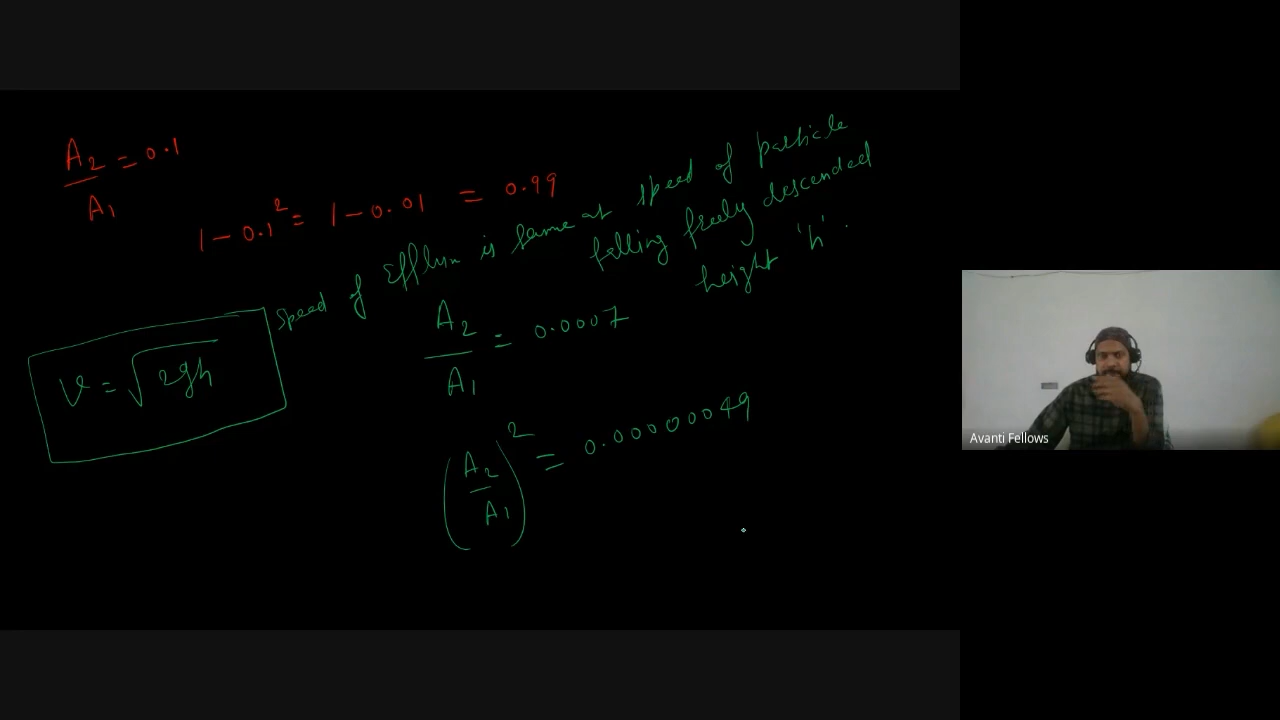 A₂/A₁ = 0.1
1 - 0.1² = 1 - 0.01 = 0.99
Speed of Efflux is same at speed of particle
falling freely descended
height 'h'.
v = √2gh
A₂/A₁ = 0.0007
(A₂/A₁)² = 0.00000049
Avanti Fellows